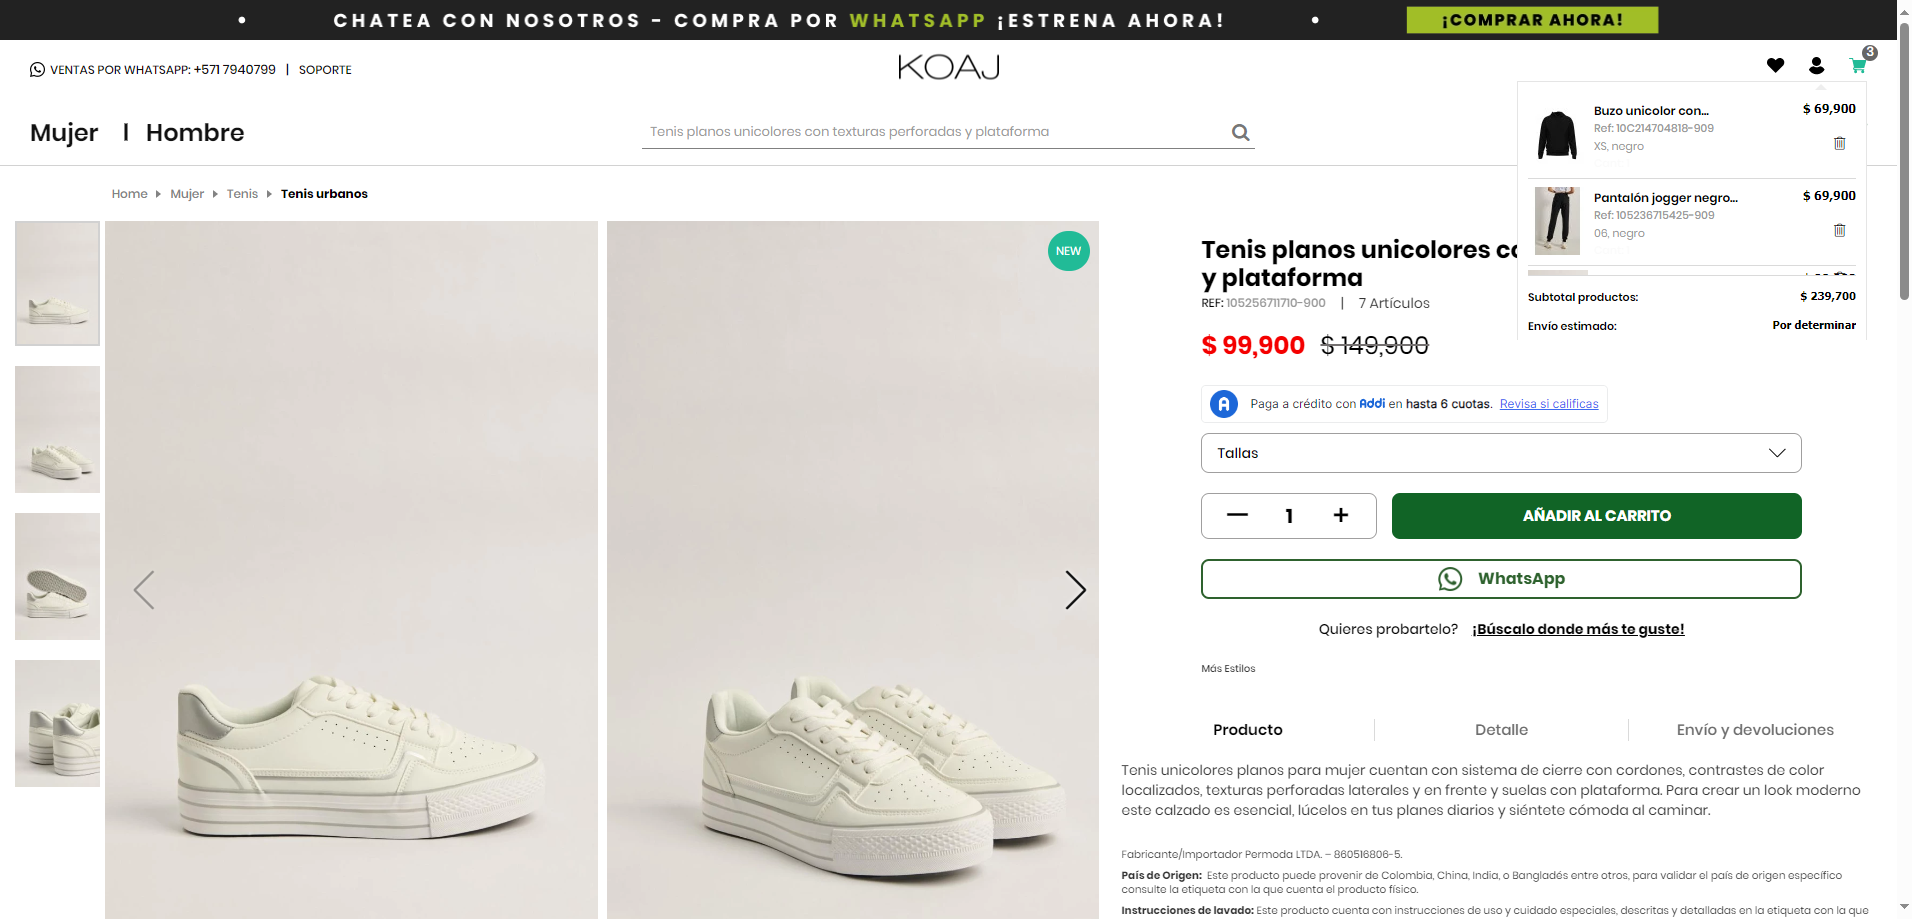 • CHATEA CON NOSOTROS - COMPRA POR WHATSAPP ¡ESTRENA AHORA! • ¡COMPRAR AHORA!
VENTAS POR WHATSAPP: +571 7940799 | SOPORTE
KOAJ
3
Mujer | Hombre
Tenis planos unicolores con texturas perforadas y plataforma
Buzo unicolor con... $ 69,900
Ref: 10C214704818-909
XS, negro
Pantalón jogger negro... $ 69,900
Ref: 105236715425-909
06, negro
Subtotal productos: $ 239,700
Envío estimado: Por determinar
Home Mujer Tenis Tenis urbanos
NEW
Tenis planos unicolores
y plataforma
REF: 105256711710-900 | 7 Artículos
$ 99,900 $ 149,900
Paga a crédito con Addi en hasta 6 cuotas. Revisa si calificas
Tallas
1
AÑADIR AL CARRITO
WhatsApp
Quieres probartelo? ¡Búscalo donde más te guste!
Más Estilos
Producto Detalle Envío y devoluciones
Tenis unicolores planos para mujer cuentan con sistema de cierre con cordones, contrastes de color
localizados, texturas perforadas laterales y en frente y suelas con plataforma. Para crear un look moderno
este calzado es esencial, lúcelos en tus planes diarios y siéntete cómoda al caminar.
Fabricante/Importador Permoda LTDA. – 860516806-5.
País de Origen: Este producto puede provenir de Colombia, China, India, o Bangladés entre otros, para validar el país de origen específico
consulte la etiqueta con la que cuenta el producto físico.
Instrucciones de lavado: Este producto cuenta con instrucciones de uso y cuidado especiales, descritas y detalladas en la etiqueta con la que